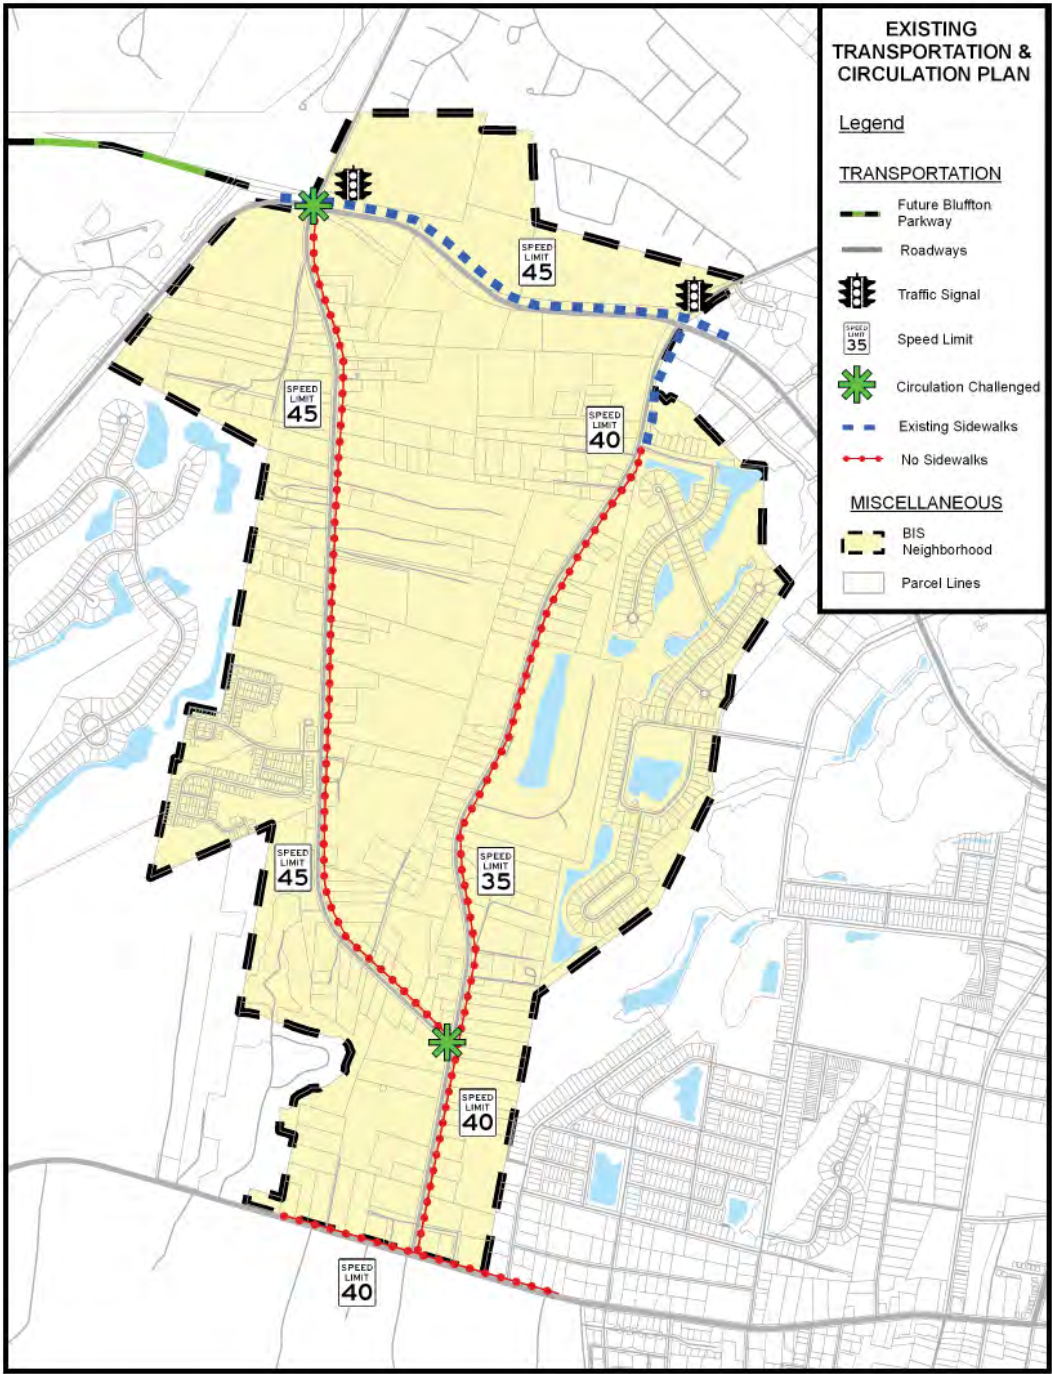 EXISTING
TRANSPORTATION &
CIRCULATION PLAN
Legend
TRANSPORTATION
Future Bluffton
Parkway
Roadways
Traffic Signal
SPEED
LIMIT
35
Speed Limit
Circulation Challenged
Existing Sidewalks
No Sidewalks
MISCELLANEOUS
BIS
Neighborhood
Parcel Lines
SPEED
LIMIT
45
SPEED
LIMIT
45
SPEED
LIMIT
40
SPEED
LIMIT
45
SPEED
LIMIT
35
SPEED
LIMIT
40
SPEED
LIMIT
40